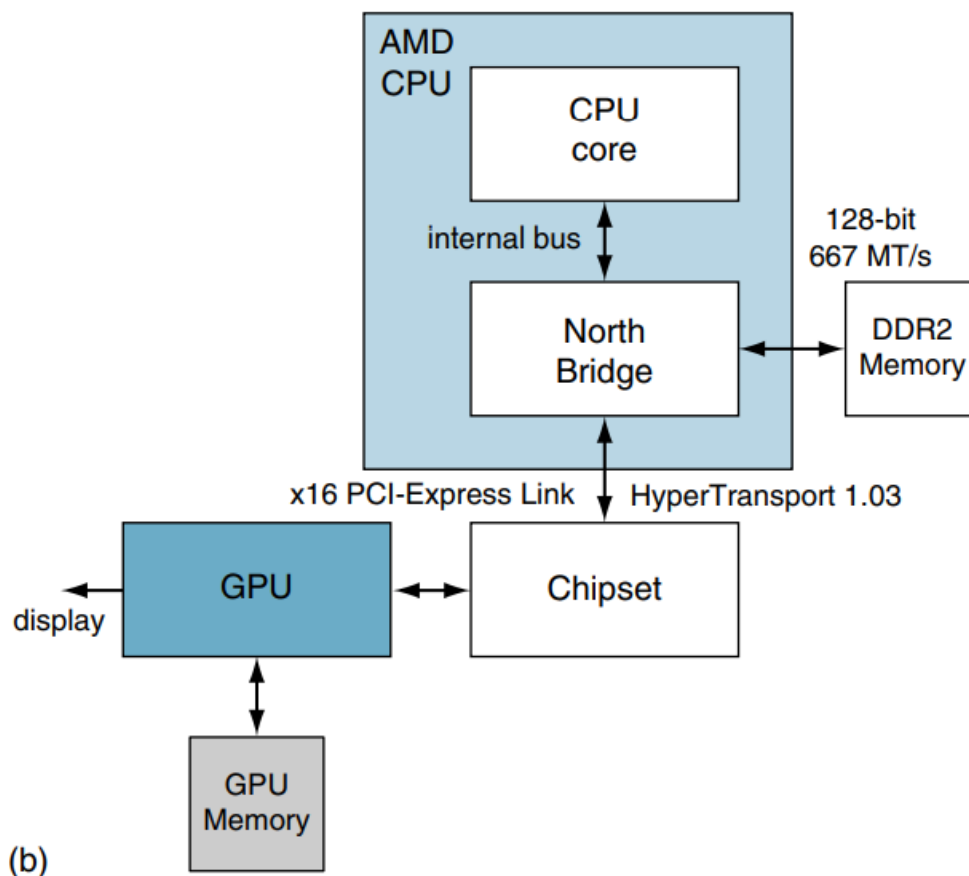 AMD
CPU
CPU
core
internal bus
128-bit
667 MT/s
North
Bridge
DDR2
Memory
x16 PCI-Express Link
HyperTransport 1.03
GPU
Chipset
display
GPU
Memory
(b)